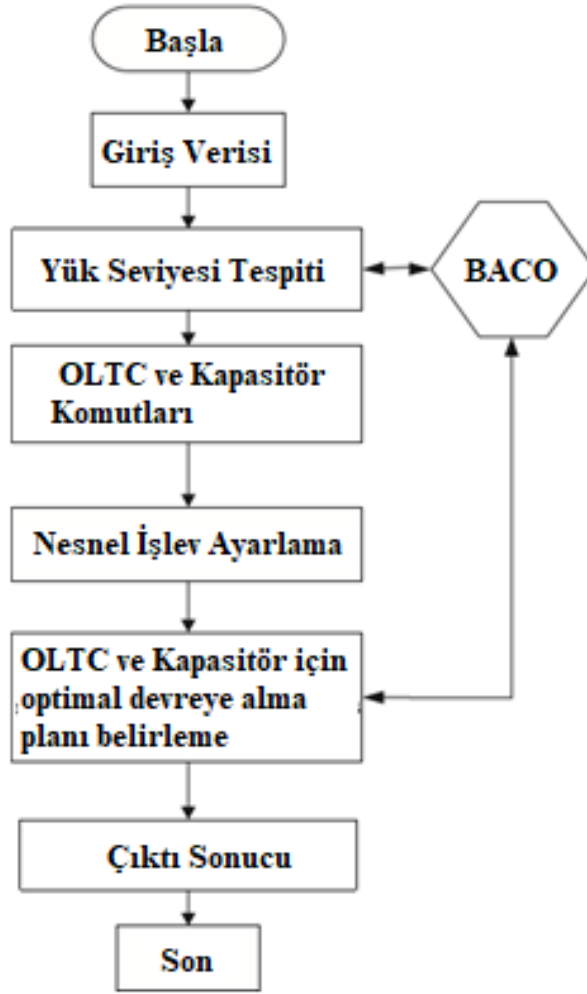 Başla
Giriş Verisi
Yük Seviyesi Tespiti
BACO
OLTC ve Kapasitör
Komutları
Nesnel İşlev Ayarlama
OLTC ve Kapasitör için
optimal devreye alma
planı belirleme
Çıktı Sonucu
Son